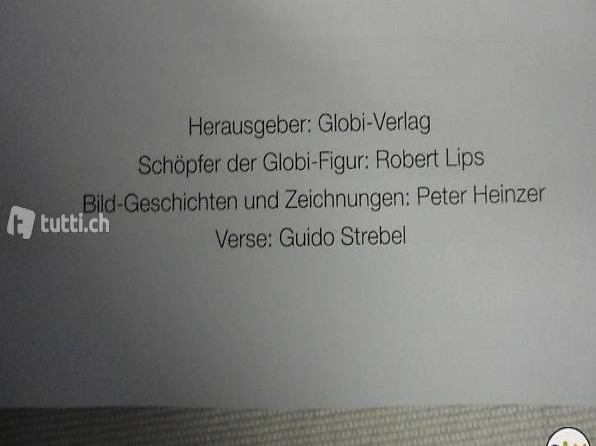 Herausgeber: Globi-Verlag
Schöpfer der Globi-Figur: Robert Lips
Bild-Geschichten und Zeichnungen: Peter Heinzer
tutti.ch
Verse: Guido Strebel